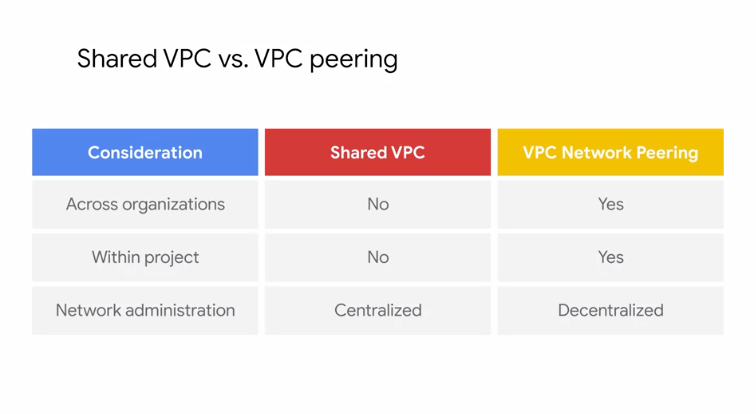 Shared VPC vs. VPC peering
Consideration Shared VPC VPC Network Peering
Across organizations No Yes
Within project No Yes
Network administration Centralized Decentralized